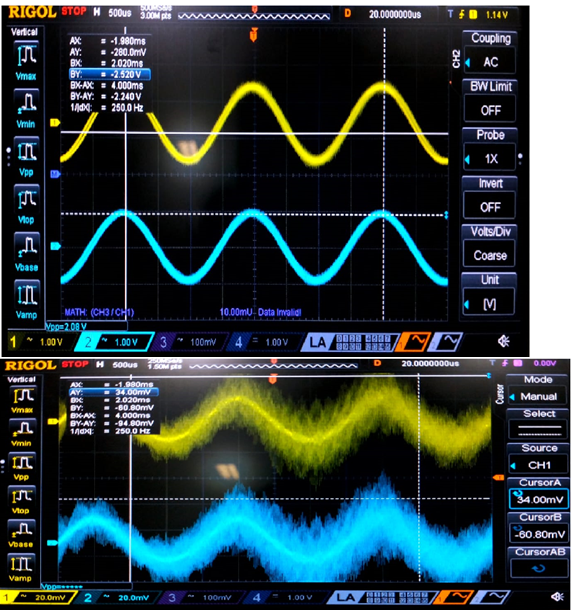 RIGOL STOP H 500us 3.00M pts D 20.0000000us T 1.14V
Vertical
Vmax
Vmin
Vpp
Vtop
Vbase
Vamp
AX: = -1.980ms
AY: = -280.0mV
BX: = 2.020ms
BY: = -2.520V
BX-AX: = 4.000ms
BY-AY: = -2.240V
1/|dX|: = 250.0 Hz
CH2
Coupling
AC
BW Limit
OFF
Probe
1X
Invert
OFF
Volts/Div
Coarse
Unit
[V]
MATH: (CH3 / CH1) 10.00mU - Data Invalid!
Vpp=2.08 V
1 ~ 1.00 V 2 ~ 1.00 V 3 ~ 100mV 4 = 1.00 V LA
RIGOL STOP H 500us 1.50M pts D 20.0000000us T 0.00V
Vertical
Vmax
Vmin
Vpp
Vtop
Vbase
Vamp
AX: = -1.980ms
AY: = 34.00mV
BX: = 2.020ms
BY: = -60.80mV
BX-AX: = 4.000ms
BY-AY: = -94.80mV
1/|dX|: = 250.0 Hz
Cursor
Mode
Manual
Select
Source
CH1
CursorA
34.00mV
CursorB
-60.80mV
CursorAB
1 ~ 20.0mV 2 ~ 20.0mV 3 ~ 100mV 4 = 1.00 V LA